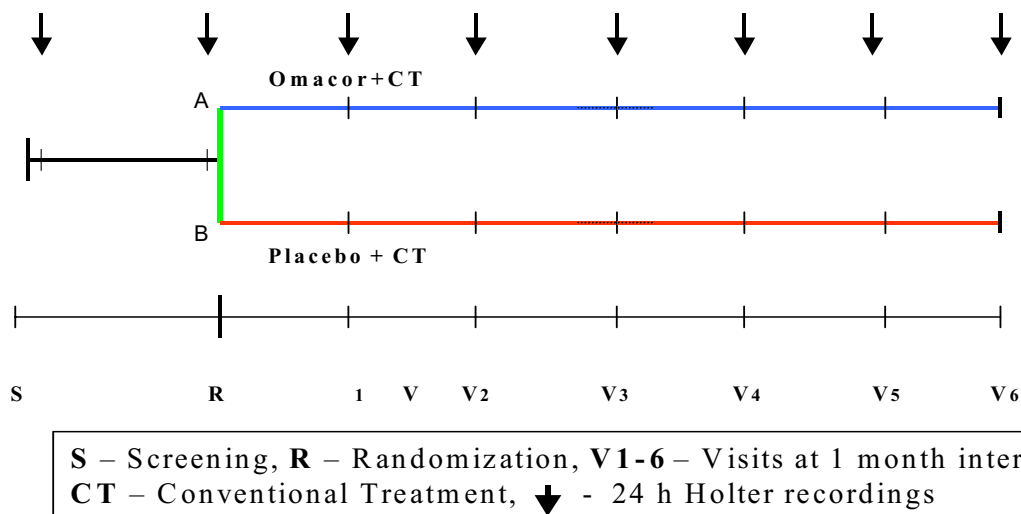 Omacor+CT
A
B
Placebo + CT
S R 1 V V2 V3 V4 V5 V6
S – Screening, R – Randomization, V1-6 – Visits at 1 month inter
CT – Conventional Treatment, - 24 h Holter recordings